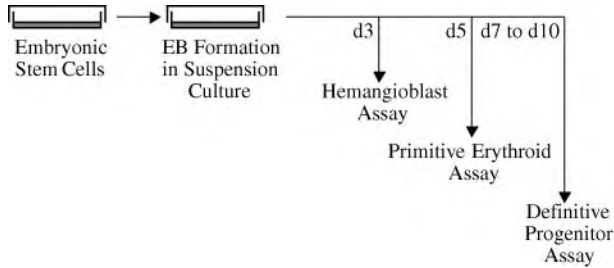 Embryonic
Stem Cells
EB Formation
in Suspension
Culture
d3
d5
d7 to d10
Hemangioblast
Assay
Primitive Erythroid
Assay
Definitive
Progenitor
Assay